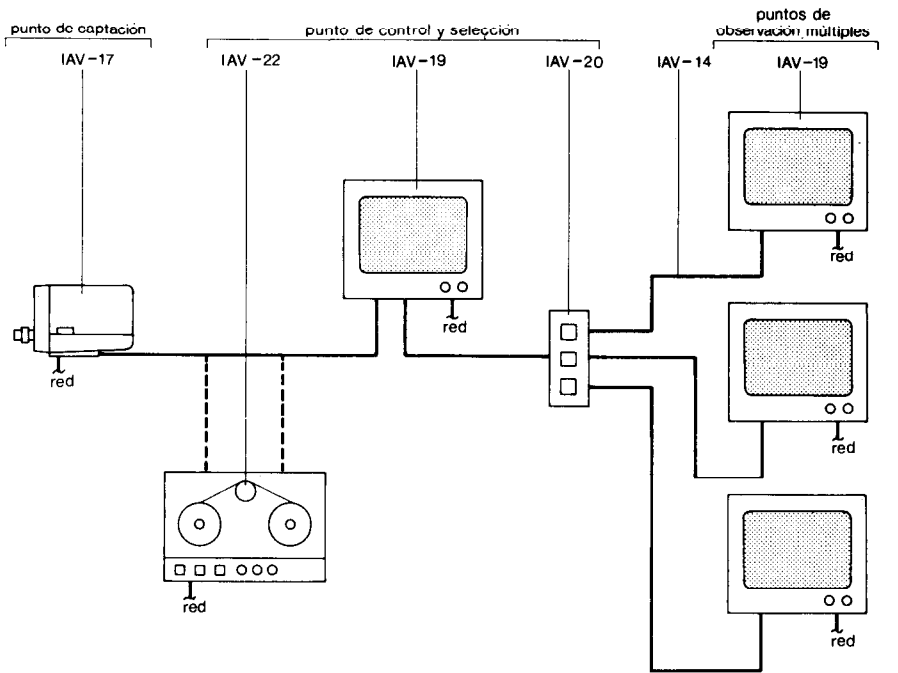 punto de captación
punto de control y selección
puntos de
observación múltiples
IAV-17
IAV-22
IAV-19
IAV-20
IAV-14
IAV-19
red
red
red
red
red
red